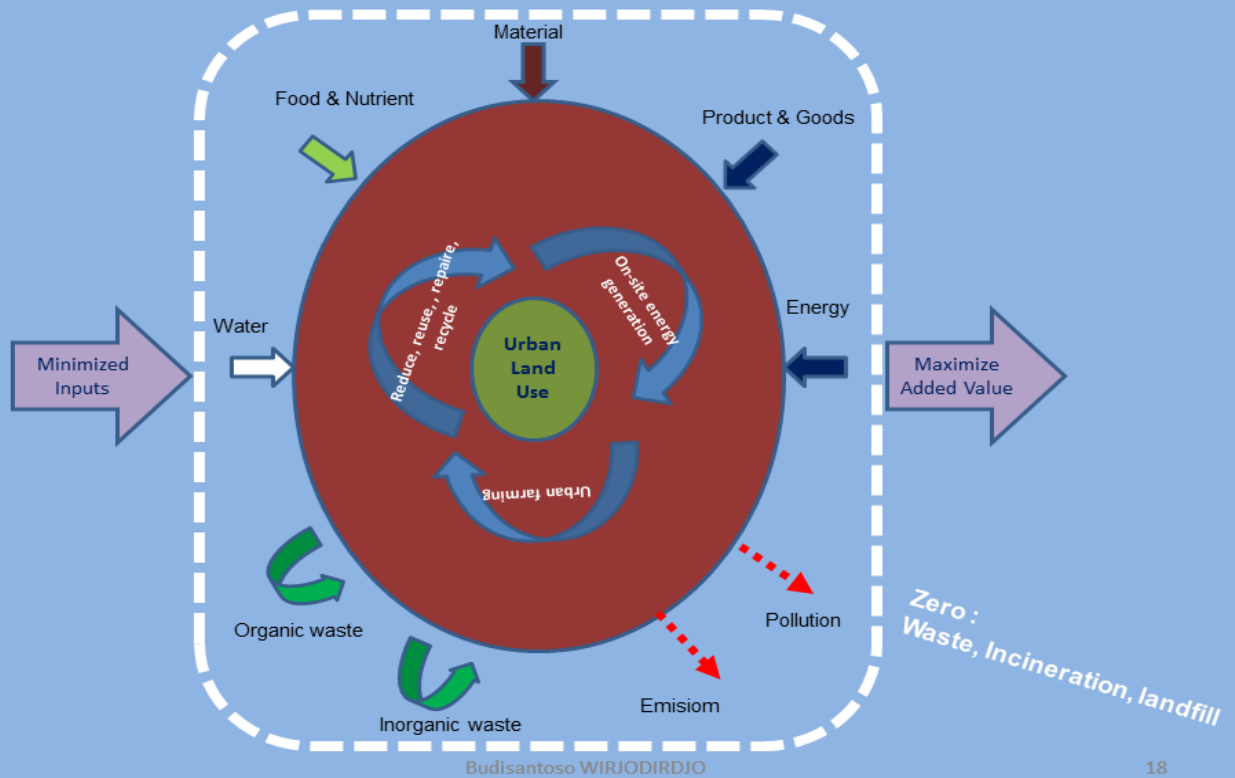 Material
Food & Nutrient
Product & Goods
Reduce, reuse, , repaire,
recycle
On-site energy
generation
Water
Energy
Minimized
Inputs
Urban
Land
Use
Maximize
Added Value
Urban farming
Organic waste
Inorganic waste
Pollution
Emisiom
Zero :
Waste, Incineration, landfill
Budisantoso WIRJODIRDJO
18